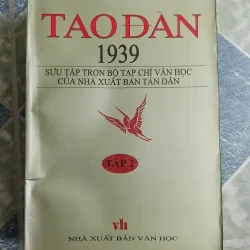 TAO ĐÀN
1939
SƯU TẬP TRỌN BỘ TẠP CHÍ VĂN HỌC
CỦA NHÀ XUẤT BẢN TÂN DÂN
TẬP 2
vh
NHÀ XUẤT BẢN VĂN HỌC